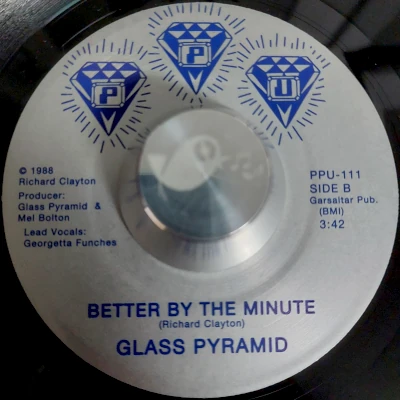 P P U
© 1988
Richard Clayton
Producer:
Glass Pyramid &
Mel Bolton
Lead Vocals:
Georgetta Funches
PPU-111
SIDE B
Garsaltar Pub.
(BMI)
3:42
BETTER BY THE MINUTE
(Richard Clayton)
GLASS PYRAMID